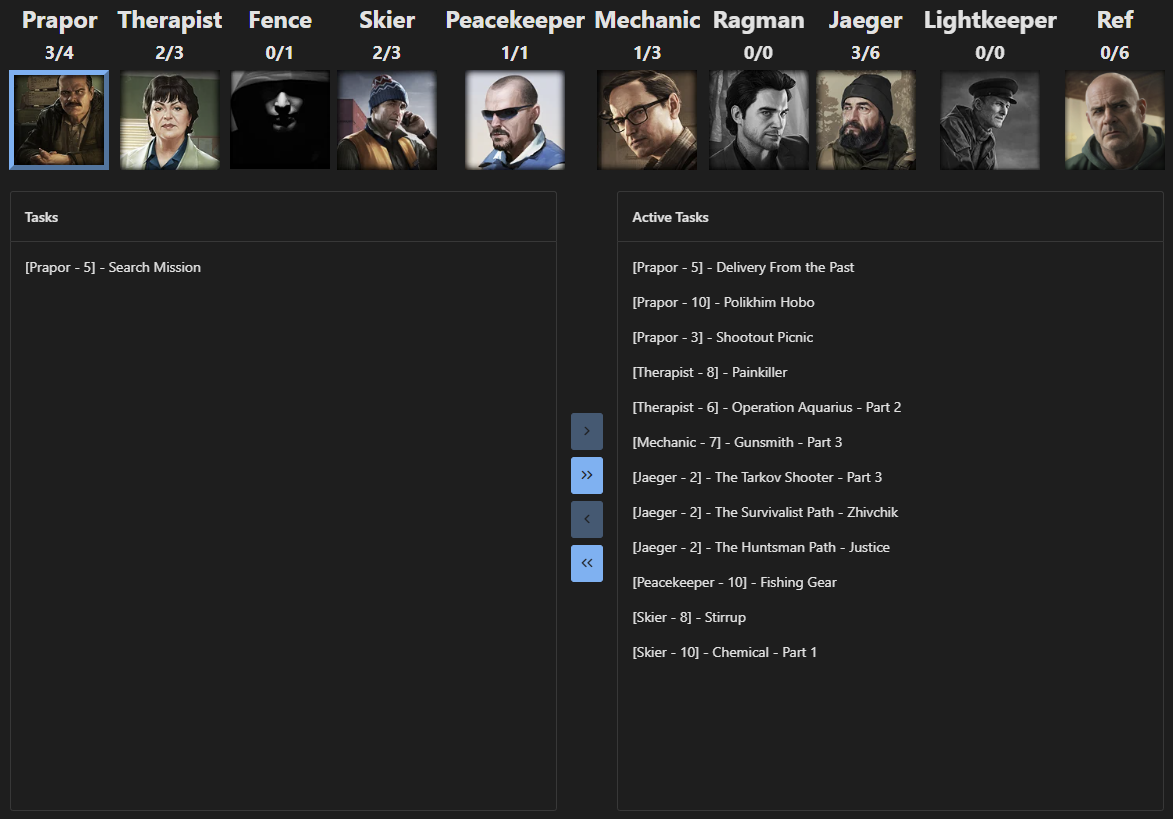 Prapor Therapist Fence Skier Peacekeeper Mechanic Ragman Jaeger Lightkeeper Ref
3/4 2/3 0/1 2/3 1/1 1/3 0/0 3/6 0/0 0/6
Tasks
[Prapor - 5] - Search Mission
>
>>
<
<<
Active Tasks
[Prapor - 5] - Delivery From the Past
[Prapor - 10] - Polikhim Hobo
[Prapor - 3] - Shootout Picnic
[Therapist - 8] - Painkiller
[Therapist - 6] - Operation Aquarius - Part 2
[Mechanic - 7] - Gunsmith - Part 3
[Jaeger - 2] - The Tarkov Shooter - Part 3
[Jaeger - 2] - The Survivalist Path - Zhivchik
[Jaeger - 2] - The Huntsman Path - Justice
[Peacekeeper - 10] - Fishing Gear
[Skier - 8] - Stirrup
[Skier - 10] - Chemical - Part 1